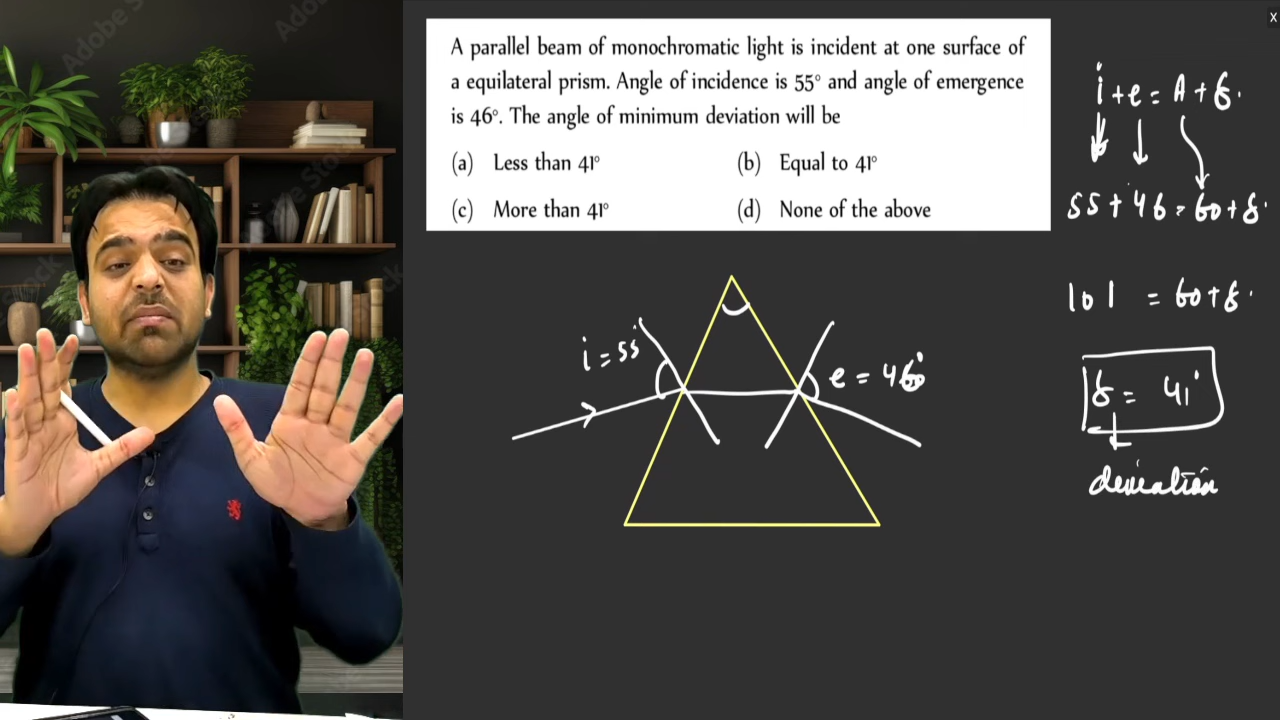 A parallel beam of monochromatic light is incident at one surface of
a equilateral prism. Angle of incidence is 55° and angle of emergence
is 46°. The angle of minimum deviation will be
(a) Less than 41° (b) Equal to 41°
(c) More than 41° (d) None of the above
i + e = A + δ.
55 + 46 = 60 + δ.
101 = 60 + δ.
δ = 41°
deviation
i = 55°
e = 46°
Adobe Stock
X